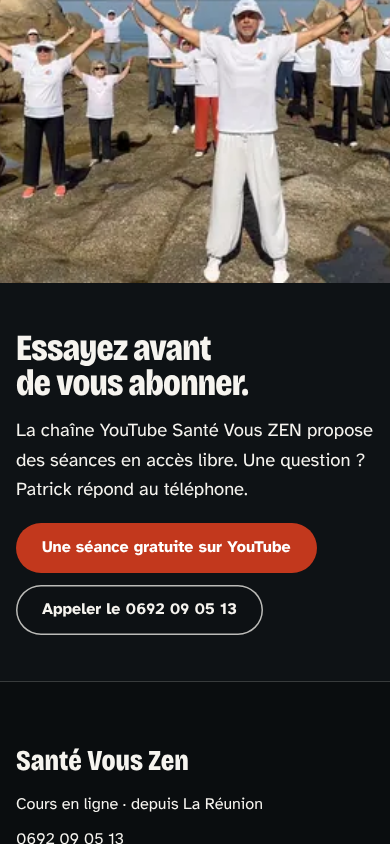 Essayez avant
de vous abonner.
La chaîne YouTube Santé Vous ZEN propose
des séances en accès libre. Une question ?
Patrick répond au téléphone.
Une séance gratuite sur YouTube
Appeler le 0692 09 05 13
Santé Vous Zen
Cours en ligne · depuis La Réunion
0692 09 05 13